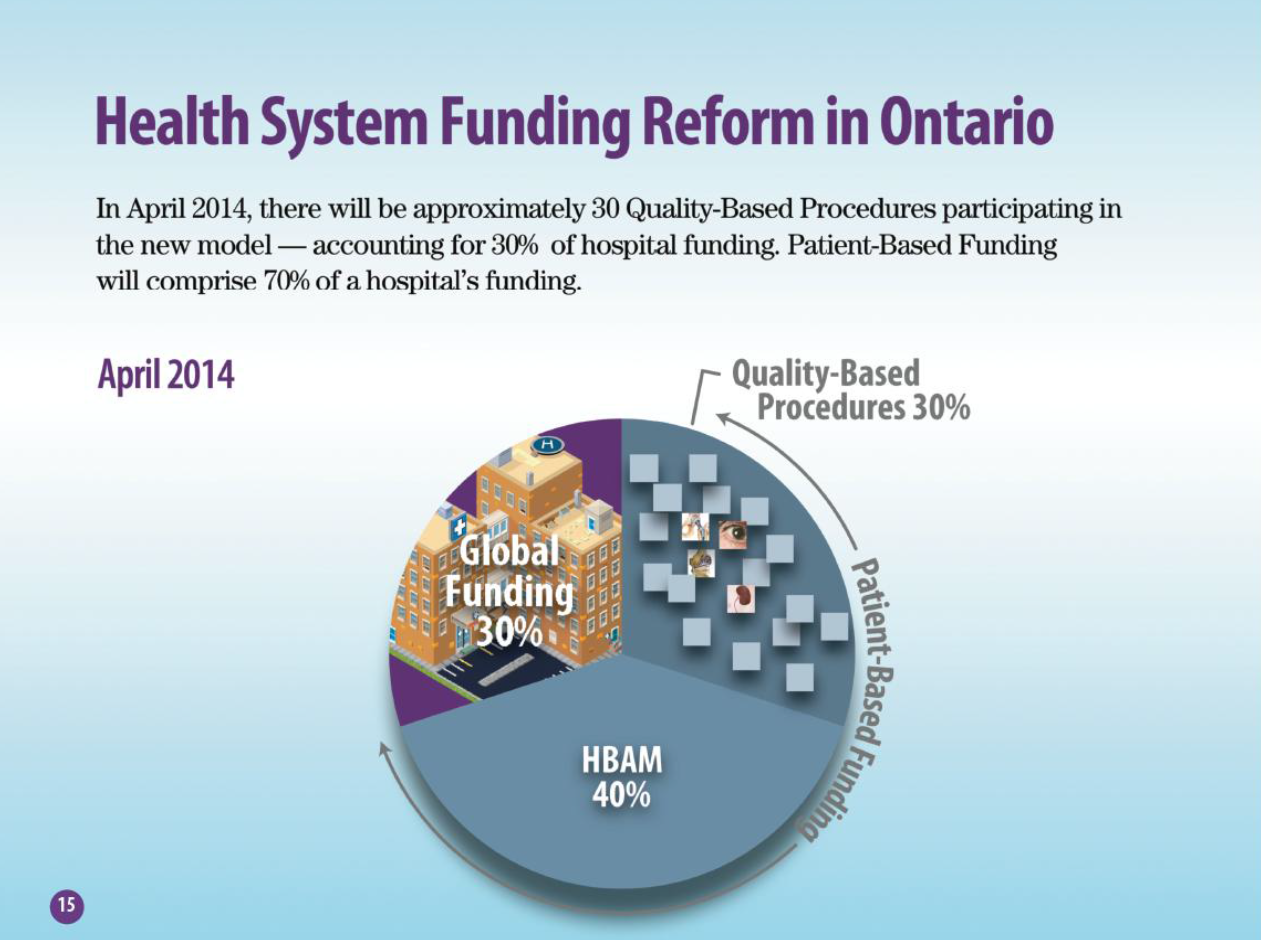 Health System Funding Reform in Ontario
In April 2014, there will be approximately 30 Quality-Based Procedures participating in
the new model — accounting for 30% of hospital funding. Patient-Based Funding
will comprise 70% of a hospital's funding.
April 2014
Quality-Based
Procedures 30%
H
Global
Funding
30%
Patient-Based Funding
HBAM
40%
15